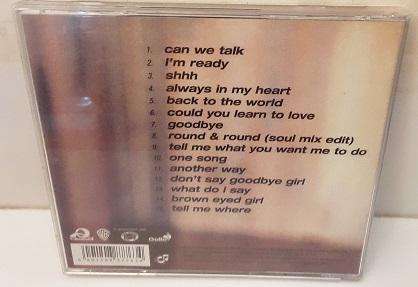 1. can we talk
2. i'm ready
3. shhh
4. always in my heart
5. back to the world
6. could you learn to love
7. goodbye
8. round & round (soul mix edit)
9. tell me what you want me to do
10. one song
11. another way
12. don't say goodbye girl
13. what do i say
14. brown eyed girl
15. tell me where